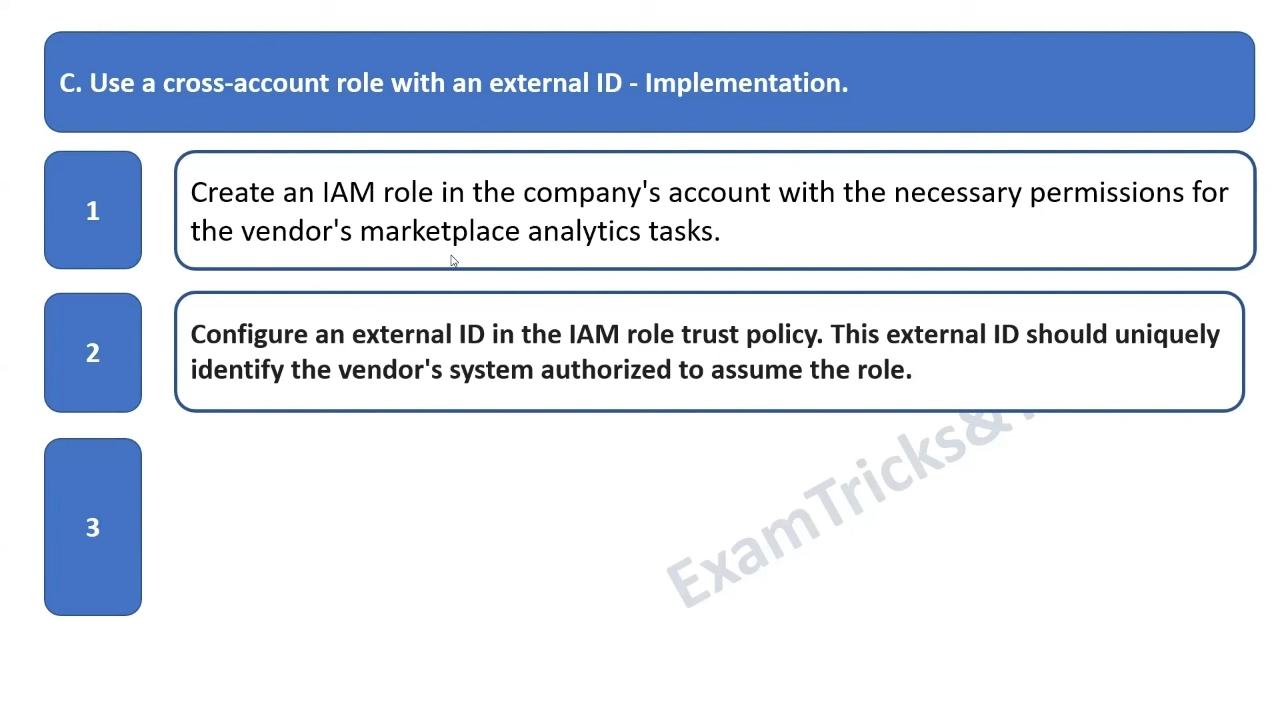 C. Use a cross-account role with an external ID - Implementation.
1
Create an IAM role in the company's account with the necessary permissions for
the vendor's marketplace analytics tasks.
2
Configure an external ID in the IAM role trust policy. This external ID should uniquely
identify the vendor's system authorized to assume the role.
3
ExamTricks&